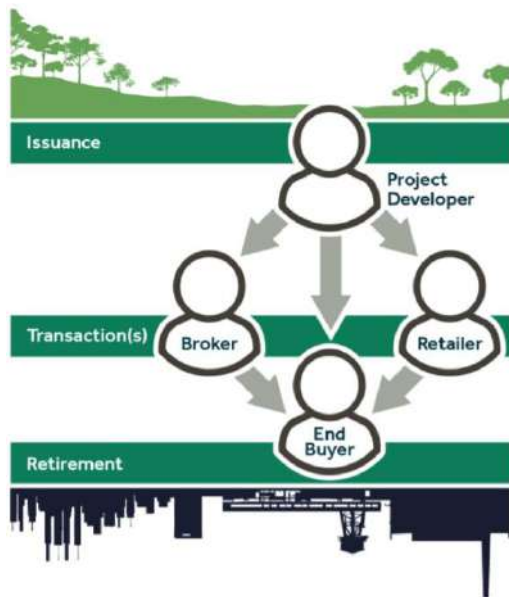 Issuance
Project
Developer
Transaction(s)
Broker
Retailer
End
Buyer
Retirement